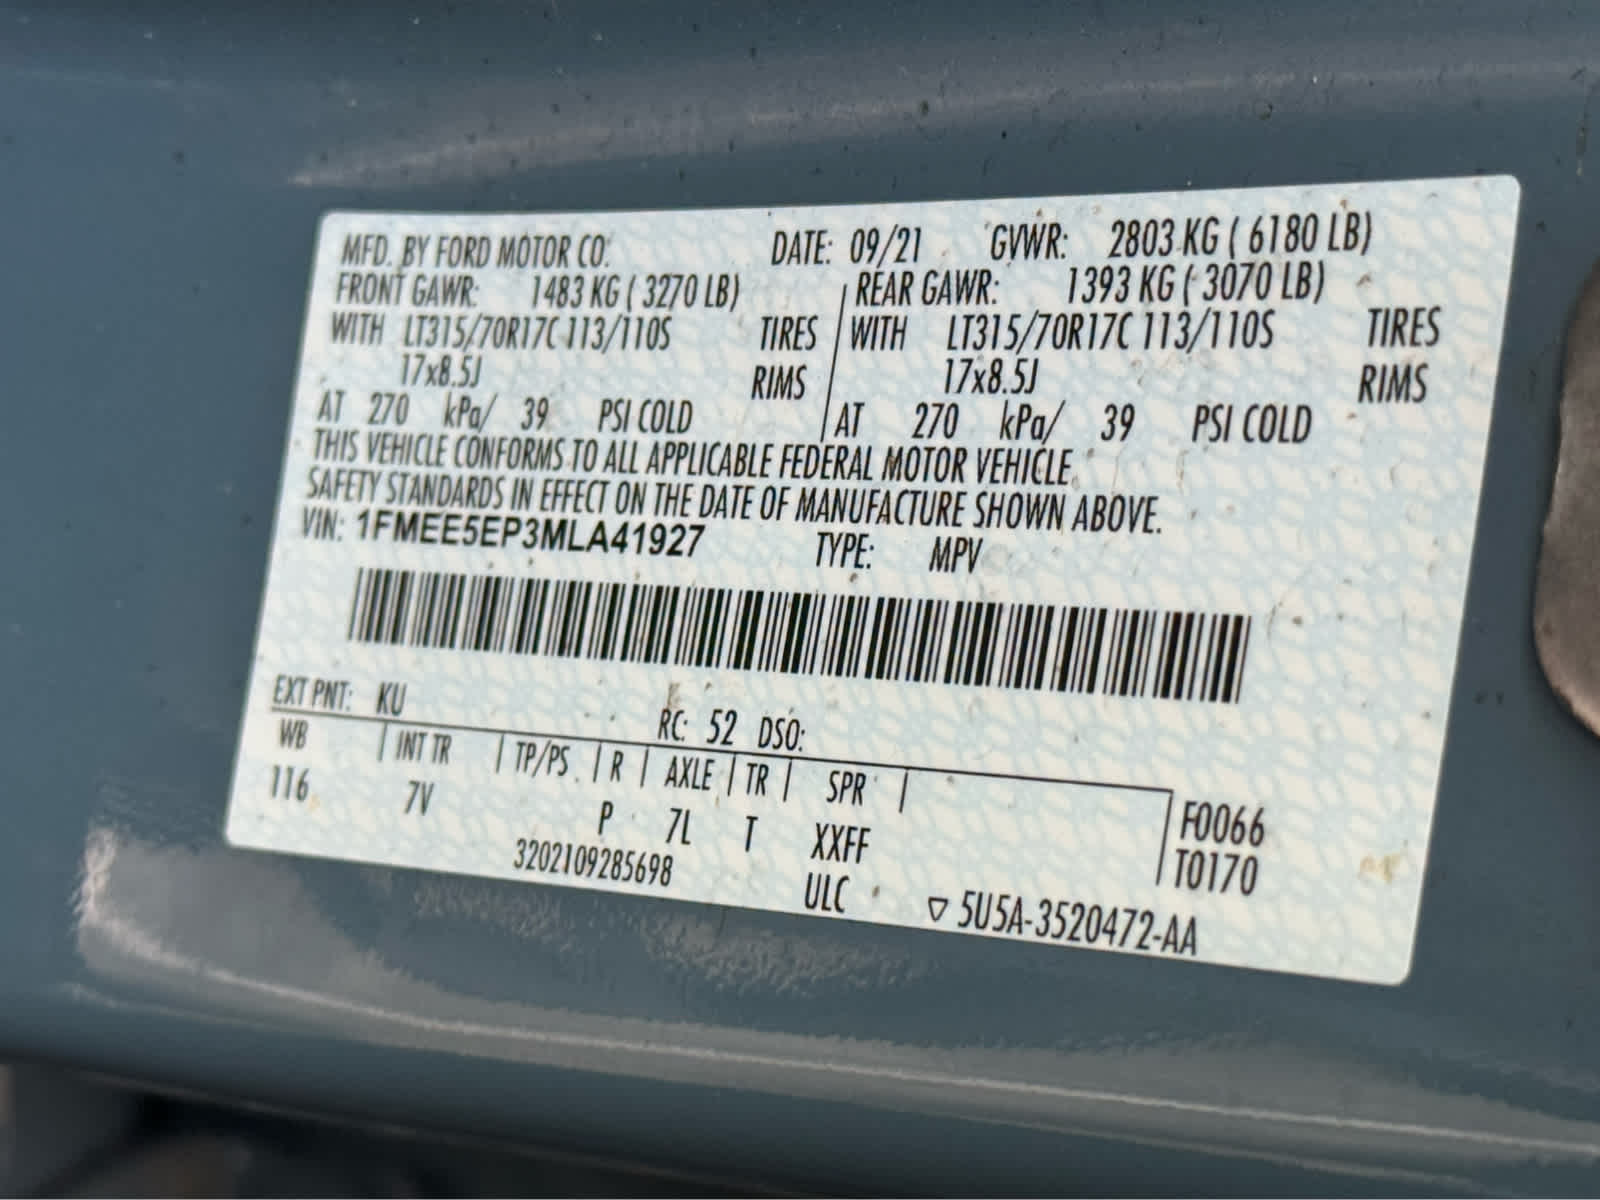 MFD. BY FORD MOTOR CO. DATE: 09/21 GVWR: 2803 KG ( 6180 LB)
FRONT GAWR: 1483 KG ( 3270 LB) REAR GAWR: 1393 KG ( 3070 LB)
WITH LT315/70R17C 113/110S TIRES WITH LT315/70R17C 113/110S TIRES
17x8.5J RIMS 17x8.5J RIMS
AT 270 kPa/ 39 PSI COLD AT 270 kPa/ 39 PSI COLD
THIS VEHICLE CONFORMS TO ALL APPLICABLE FEDERAL MOTOR VEHICLE
SAFETY STANDARDS IN EFFECT ON THE DATE OF MANUFACTURE SHOWN ABOVE.
VIN: 1FMEE5EP3MLA41927 TYPE: MPV
EXT PNT: KU RC: 52 DSO:
WB | INT TR | TP/PS | R | AXLE | TR | SPR |
116 7V P 7L T XXFF F0066
3202109285698 ULC T0170
▽ 5U5A-3520472-AA